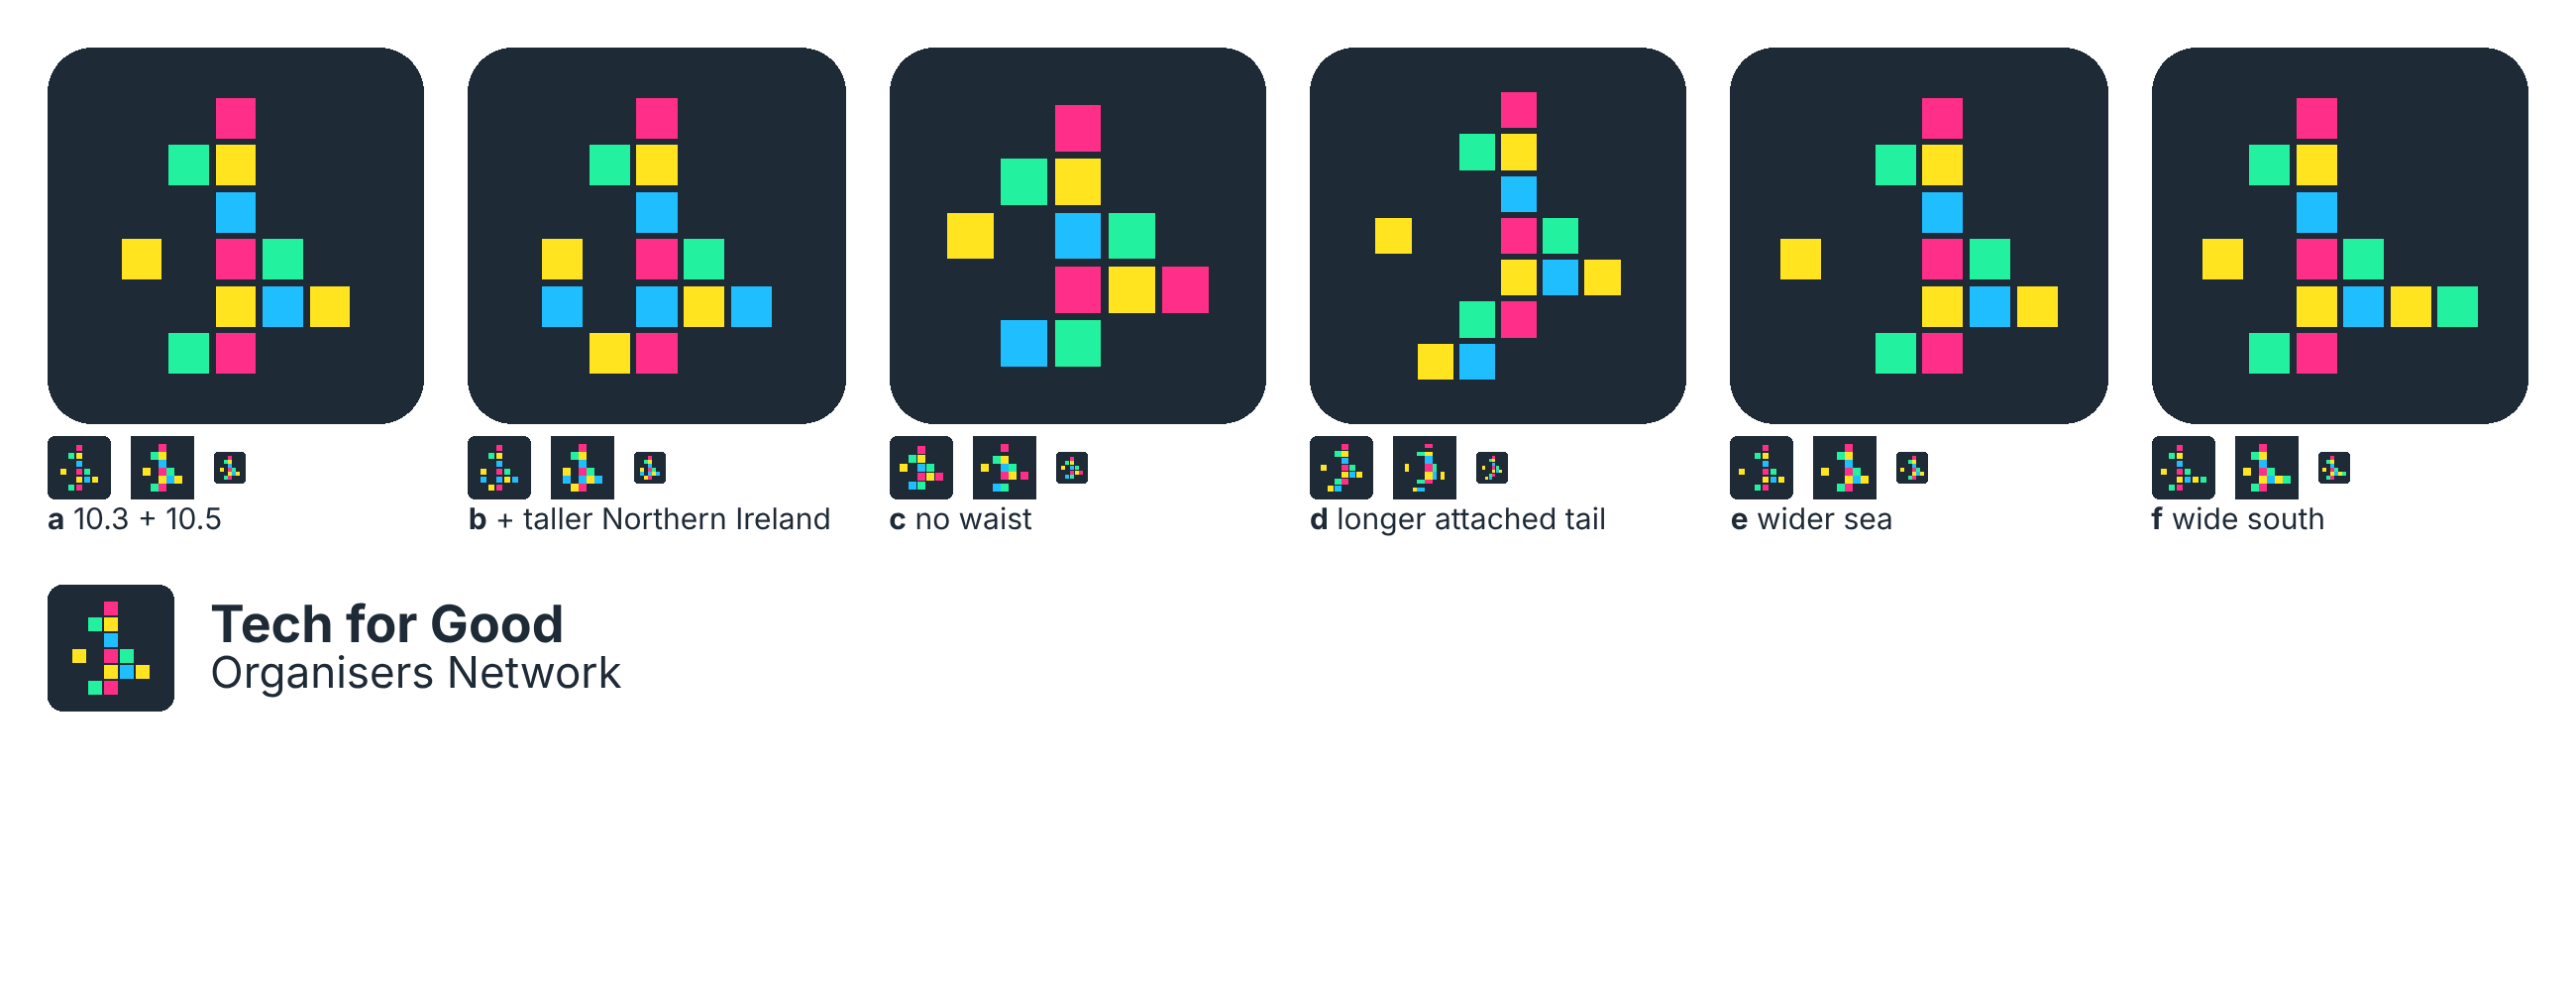 a 10.3 + 10.5
b + taller Northern Ireland
c no waist
d longer attached tail
e wider sea
f wide south
Tech for Good
Organisers Network